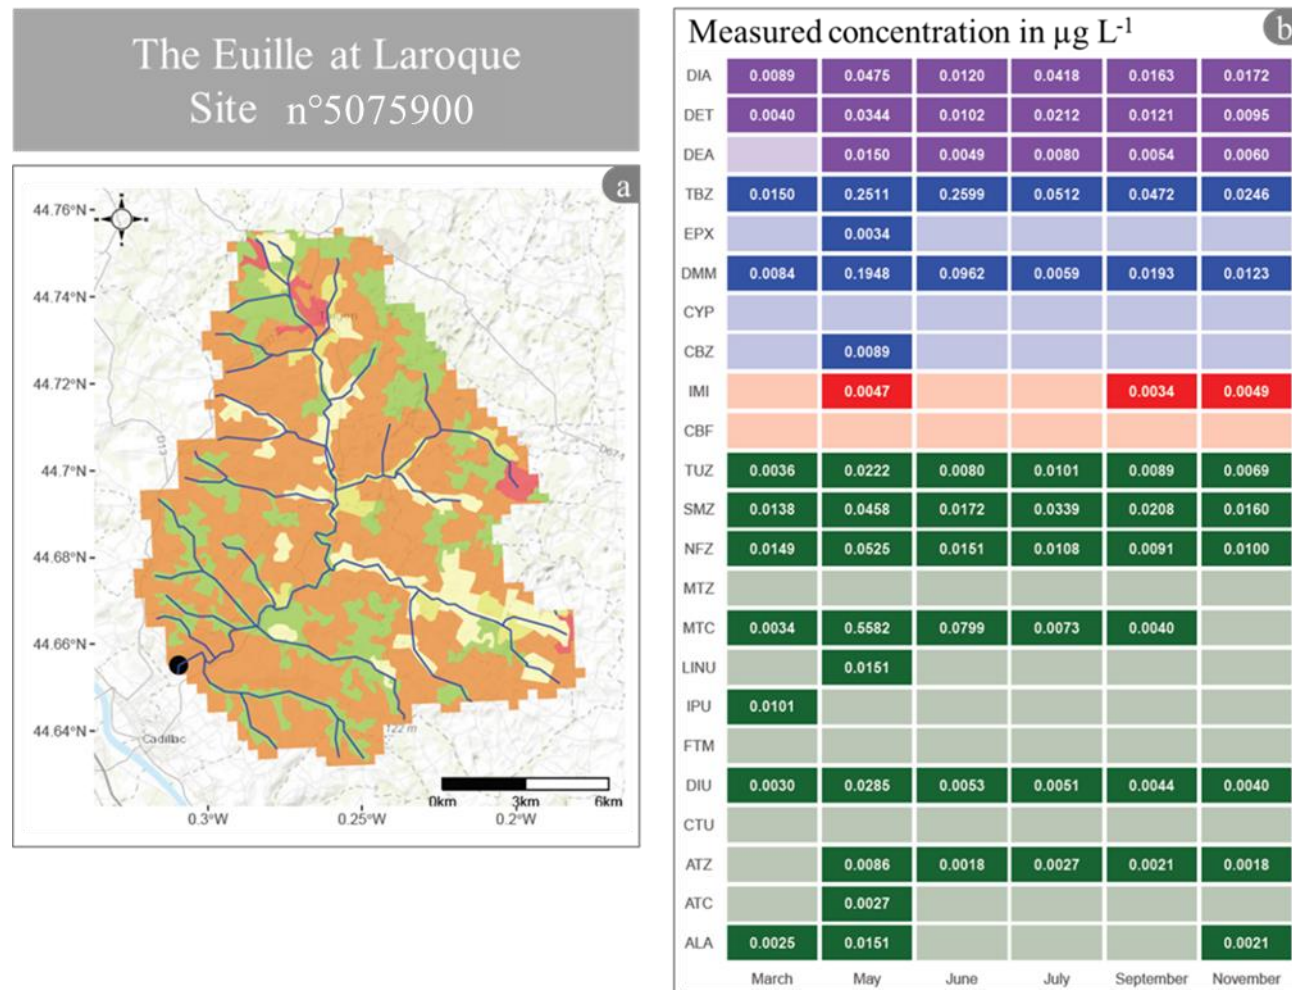 The Euille at Laroque
Site n°5075900
a
44.76°N
44.74°N
44.72°N
44.7°N
44.68°N
44.66°N
44.64°N
D13
D671
Cadillac
122 m
0km 3km 6km
0.3°W 0.25°W 0.2°W
Measured concentration in µg L-1
b
DIA 0.0089 0.0475 0.0120 0.0418 0.0163 0.0172
DET 0.0040 0.0344 0.0102 0.0212 0.0121 0.0095
DEA 0.0150 0.0049 0.0080 0.0054 0.0060
TBZ 0.0150 0.2511 0.2599 0.0512 0.0472 0.0246
EPX 0.0034
DMM 0.0084 0.1948 0.0962 0.0059 0.0193 0.0123
CYP
CBZ 0.0089
IMI 0.0047 0.0034 0.0049
CBF
TUZ 0.0036 0.0222 0.0080 0.0101 0.0089 0.0069
SMZ 0.0138 0.0458 0.0172 0.0339 0.0208 0.0160
NFZ 0.0149 0.0525 0.0151 0.0108 0.0091 0.0100
MTZ
MTC 0.0034 0.5582 0.0799 0.0073 0.0040
LINU 0.0151
IPU 0.0101
FTM
DIU 0.0030 0.0285 0.0053 0.0051 0.0044 0.0040
CTU
ATZ 0.0086 0.0018 0.0027 0.0021 0.0018
ATC 0.0027
ALA 0.0025 0.0151 0.0021
March May June July September November